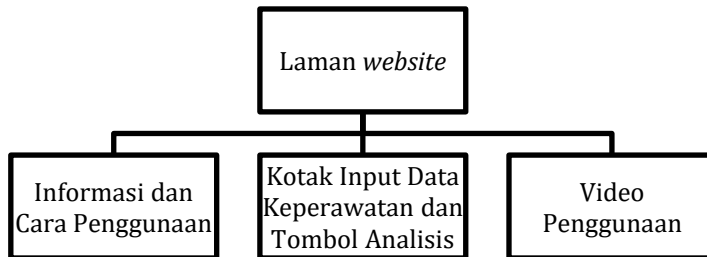 Laman website
Informasi dan
Cara Penggunaan
Kotak Input Data
Keperawatan dan
Tombol Analisis
Video
Penggunaan